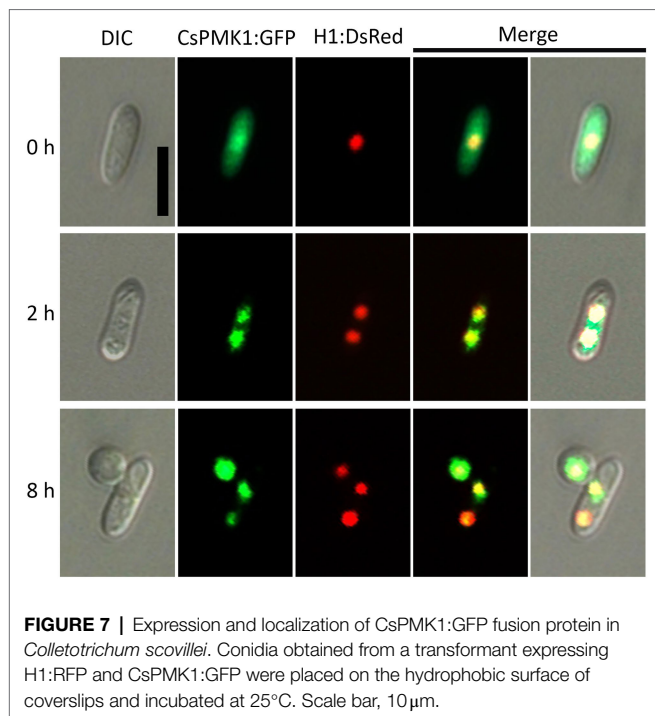 DIC CsPMK1:GFP H1:DsRed Merge
0 h
2 h
8 h
FIGURE 7 | Expression and localization of CsPMK1:GFP fusion protein in
Colletotrichum scovillei. Conidia obtained from a transformant expressing
H1:RFP and CsPMK1:GFP were placed on the hydrophobic surface of
coverslips and incubated at 25°C. Scale bar, 10 μm.